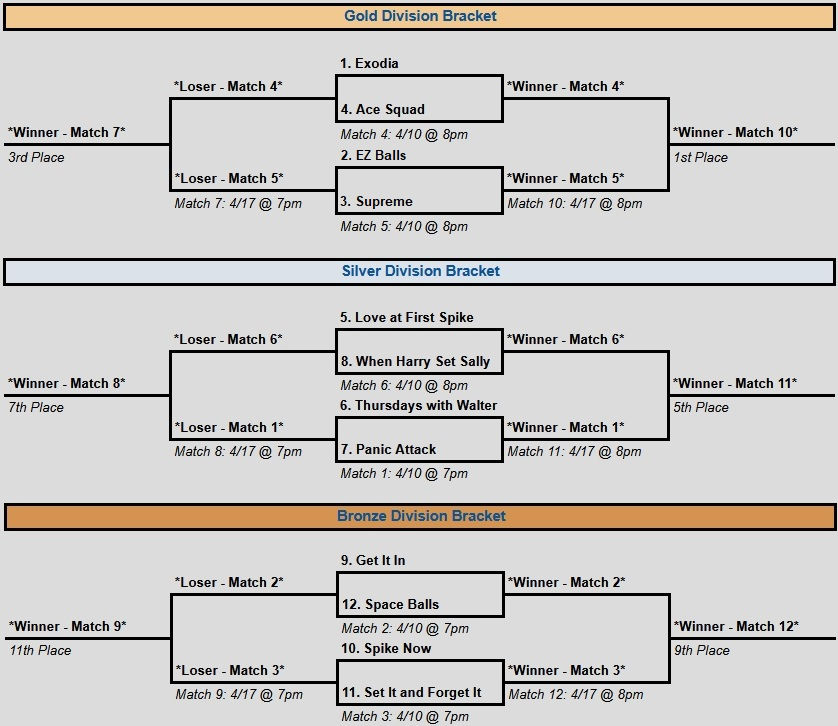 Gold Division Bracket
1. Exodia
*Loser - Match 4*
*Winner - Match 4*
4. Ace Squad
*Winner - Match 7*
Match 4: 4/10 @ 8pm
*Winner - Match 10*
3rd Place
2. EZ Balls
1st Place
*Loser - Match 5*
*Winner - Match 5*
3. Supreme
Match 7: 4/17 @ 7pm
Match 10: 4/17 @ 8pm
Match 5: 4/10 @ 8pm
Silver Division Bracket
5. Love at First Spike
*Loser - Match 6*
*Winner - Match 6*
8. When Harry Set Sally
*Winner - Match 8*
Match 6: 4/10 @ 8pm
*Winner - Match 11*
7th Place
6. Thursdays with Walter
5th Place
*Loser - Match 1*
*Winner - Match 1*
7. Panic Attack
Match 8: 4/17 @ 7pm
Match 11: 4/17 @ 8pm
Match 1: 4/10 @ 7pm
Bronze Division Bracket
9. Get It In
*Loser - Match 2*
*Winner - Match 2*
12. Space Balls
*Winner - Match 9*
Match 2: 4/10 @ 7pm
*Winner - Match 12*
11th Place
10. Spike Now
9th Place
*Loser - Match 3*
*Winner - Match 3*
11. Set It and Forget It
Match 9: 4/17 @ 7pm
Match 12: 4/17 @ 8pm
Match 3: 4/10 @ 7pm